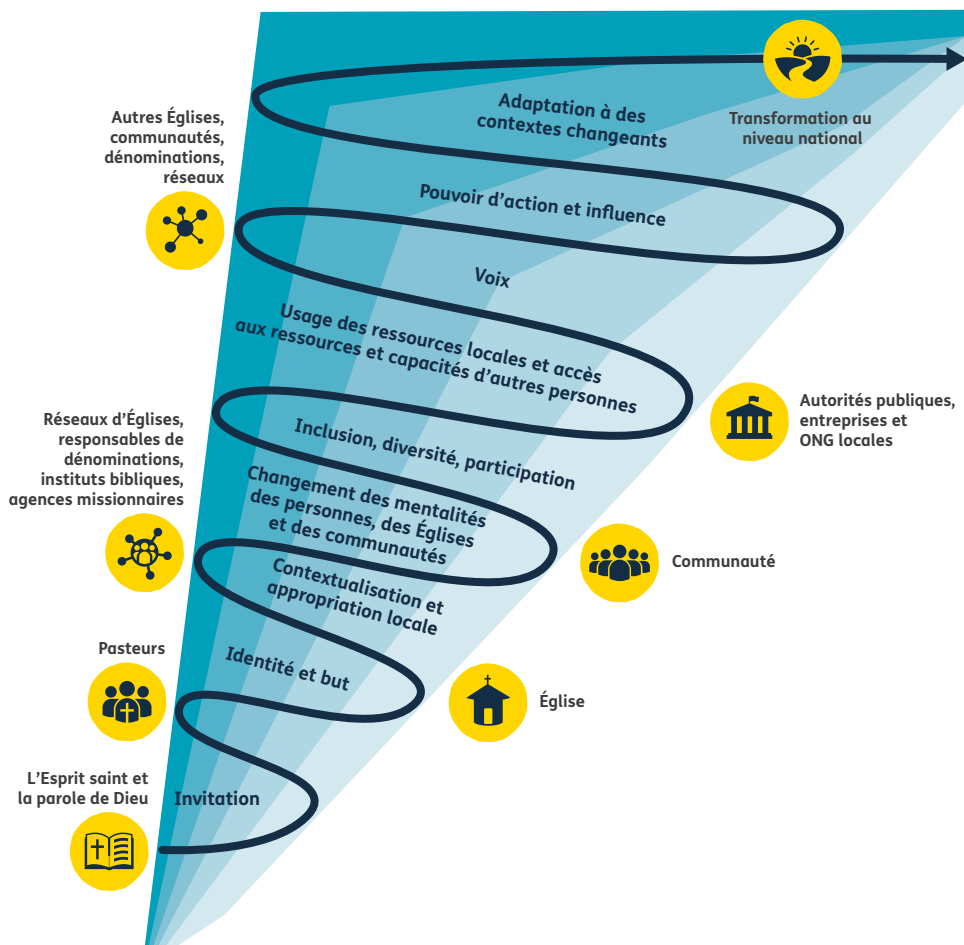 Adaptation à des
contextes changeants
Transformation au
niveau national
Autres Églises,
communautés,
dénominations,
réseaux
Pouvoir d'action et influence
Voix
Usage des ressources locales et accès
aux ressources et capacités d'autres personnes
Autorités publiques,
entreprises et
ONG locales
Réseaux d'Églises,
responsables de
dénominations,
instituts bibliques,
agences missionnaires
Inclusion, diversité, participation
Changement des mentalités
des personnes, des Églises
et des communautés
Communauté
Contextualisation et
appropriation locale
Pasteurs
Identité et but
Église
L'Esprit saint et
la parole de Dieu
Invitation